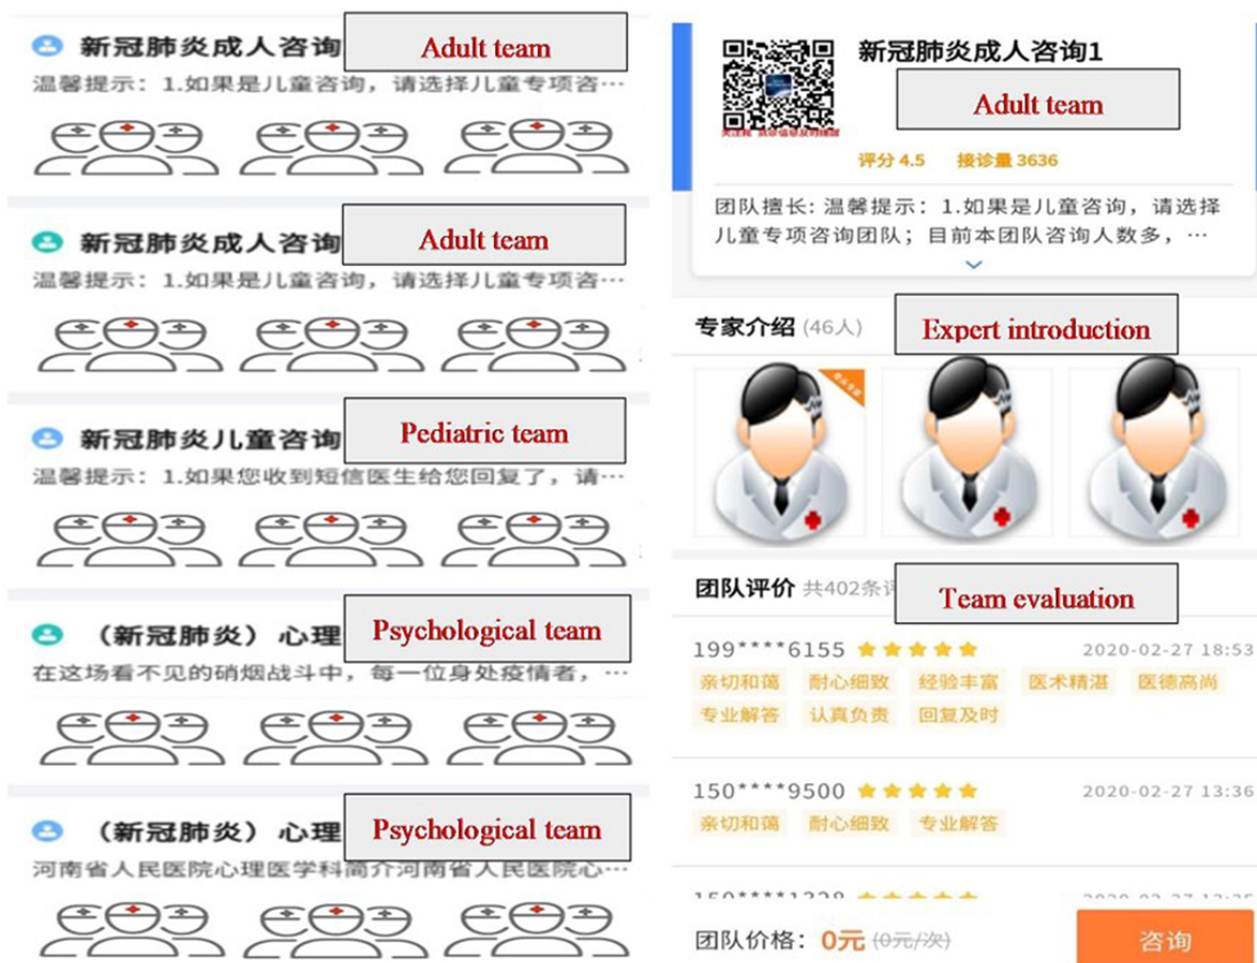 新冠肺炎成人咨询
Adult team
温馨提示：1.如果是儿童咨询，请选择儿童专项咨…
新冠肺炎成人咨询
Adult team
温馨提示：1.如果是儿童咨询，请选择儿童专项咨…
新冠肺炎儿童咨询
Pediatric team
温馨提示：1.如果您收到短信医生给您回复了，请…
（新冠肺炎）心理
Psychological team
在这场看不见的硝烟战斗中，每一位身处疫情者，…
（新冠肺炎）心理
Psychological team
河南省人民医院心理医学科简介河南省人民医院心…
新冠肺炎成人咨询1
Adult team
评分 4.5 接诊量 3636
团队擅长: 温馨提示：1.如果是儿童咨询，请选择
儿童专项咨询团队；目前本团队咨询人数多，…
专家介绍 (46人)
Expert introduction
团队评价 共402条
Team evaluation
199****6155 2020-02-27 18:53
亲切和蔼 耐心细致 经验丰富 医术精湛 医德高尚
专业解答 认真负责 回复及时
150****9500 2020-02-27 13:36
亲切和蔼 耐心细致 专业解答
团队价格：0元 (0元/次)
咨询